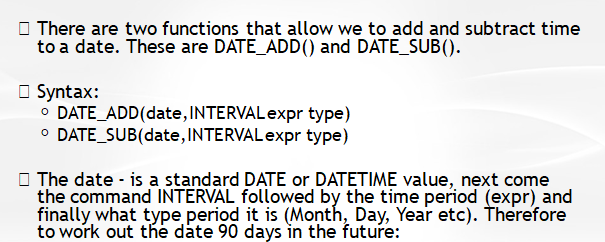 There are two functions that allow we to add and subtract time
to a date. These are DATE_ADD() and DATE_SUB().
Syntax:
DATE_ADD(date,INTERVAL expr type)
DATE_SUB(date,INTERVAL expr type)
The date - is a standard DATE or DATETIME value, next come
the command INTERVAL followed by the time period (expr) and
finally what type period it is (Month, Day, Year etc). Therefore
to work out the date 90 days in the future: